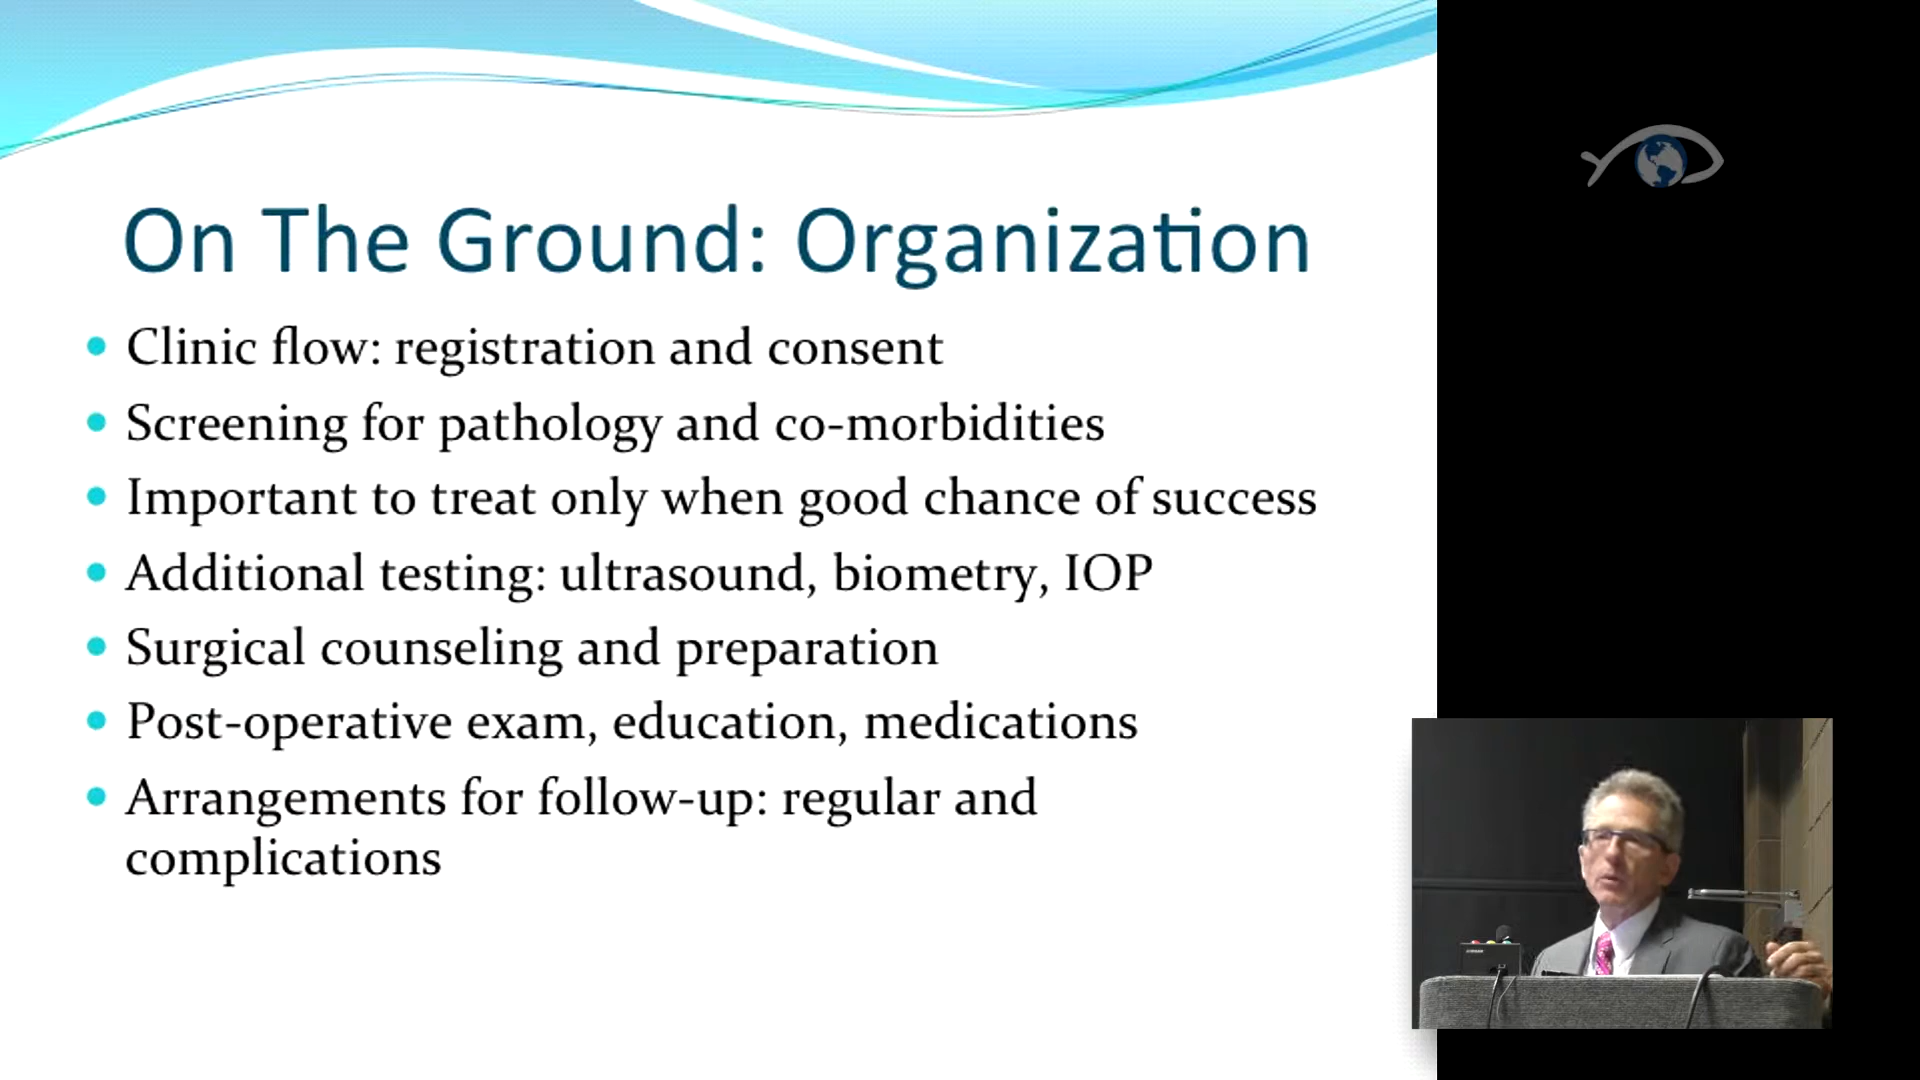 On The Ground: Organization
• Clinic flow: registration and consent
• Screening for pathology and co-morbidities
• Important to treat only when good chance of success
• Additional testing: ultrasound, biometry, IOP
• Surgical counseling and preparation
• Post-operative exam, education, medications
• Arrangements for follow-up: regular and
complications